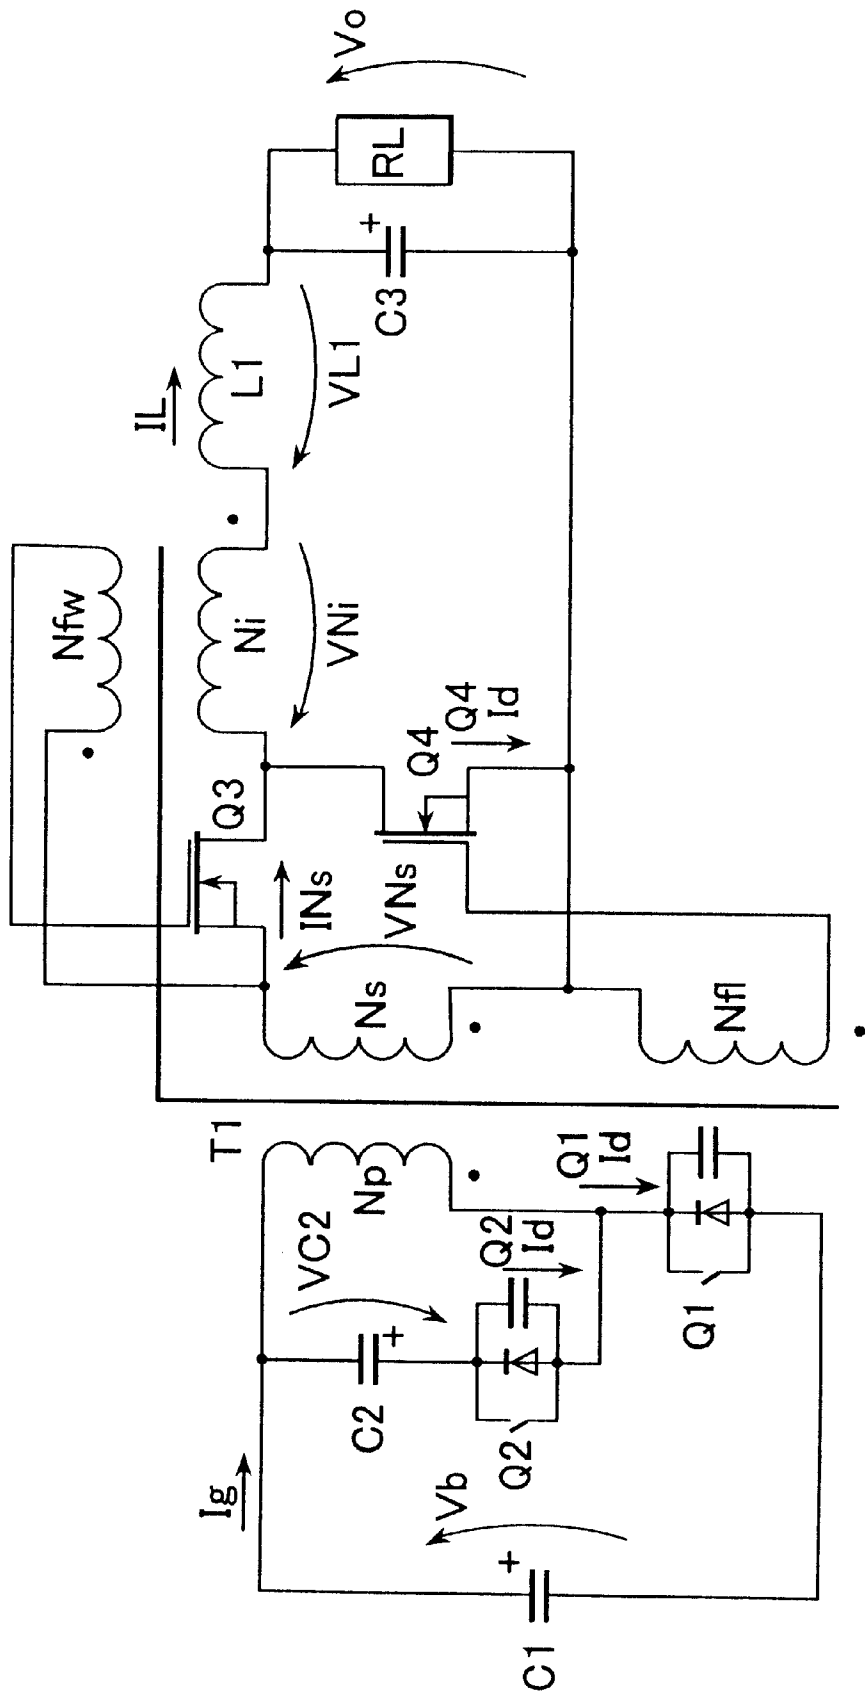 Ig
Vb
C1
C2
VC2
Q2
Q2
Id
Q1
Q1
Id
Np
T1
Ns
Nfl
VNs
INs
Q3
Q4
Q4
Id
Nfw
Ni
VNi
IL
L1
VL1
C3
RL
Vo
+
+
+